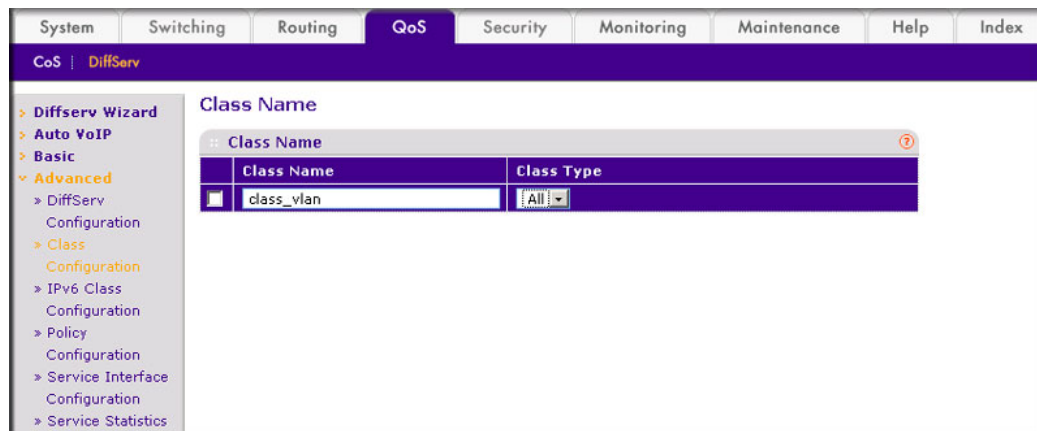 System Switching Routing QoS Security Monitoring Maintenance Help Index
CoS | DiffServ
Diffserv Wizard
Auto VoIP
Basic
Advanced
» DiffServ
Configuration
» Class
Configuration
» IPv6 Class
Configuration
» Policy
Configuration
» Service Interface
Configuration
» Service Statistics
Class Name
Class Name ?
Class Name Class Type
class_vlan All